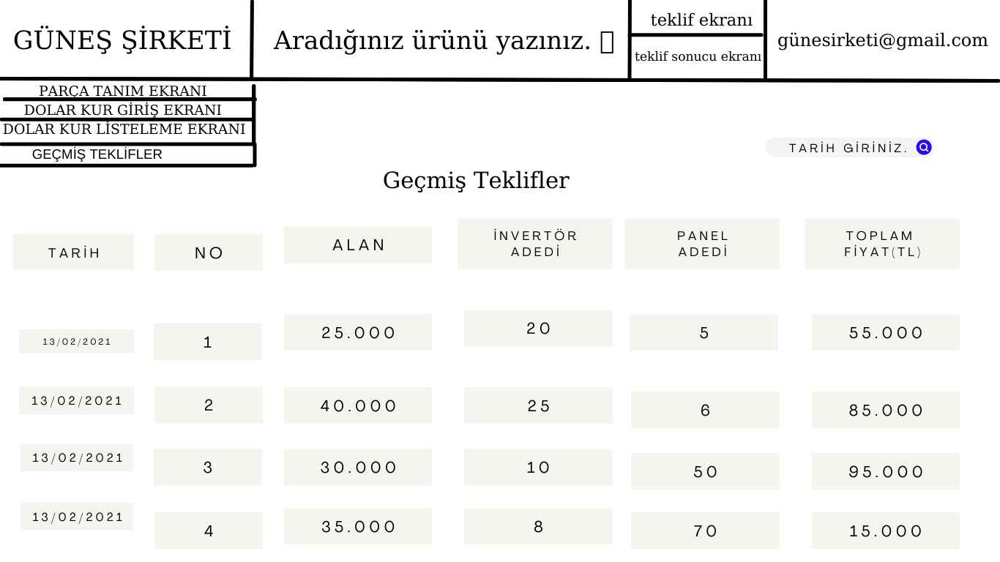 GÜNEŞ ŞİRKETİ
Aradığınız ürünü yazınız.
teklif ekranı
teklif sonucu ekranı
günesirketi@gmail.com
PARÇA TANIM EKRANI
DOLAR KUR GİRİŞ EKRANI
DOLAR KUR LİSTELEME EKRANI
GEÇMİŞ TEKLİFLER
TARİH GİRİNİZ.
Geçmiş Teklifler
TARİH
NO
ALAN
İNVERTÖR
ADEDİ
PANEL
ADEDİ
TOPLAM
FİYAT(TL)
13/02/2021
1
25.000
20
5
55.000
13/02/2021
2
40.000
25
6
85.000
13/02/2021
3
30.000
10
50
95.000
13/02/2021
4
35.000
8
70
15.000